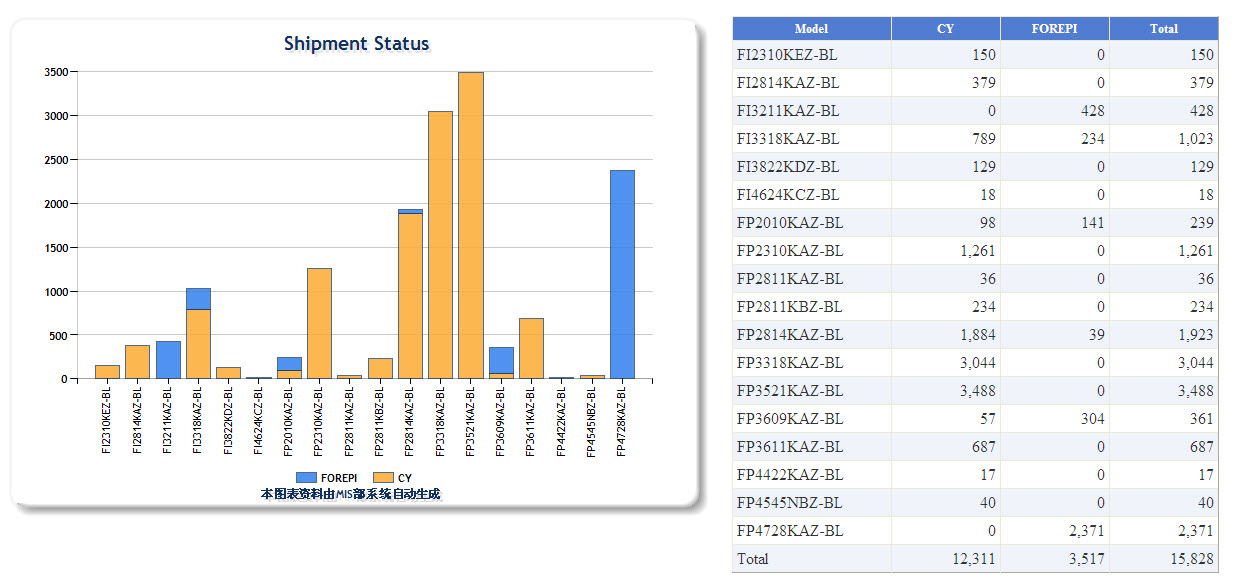 Shipment Status
3500
3000
2500
2000
1500
1000
500
0
FI2310KEZ-BL
FI2814KAZ-BL
FI3211KAZ-BL
FI3318KAZ-BL
FI3822KDZ-BL
FI4624KCZ-BL
FP2010KAZ-BL
FP2310KAZ-BL
FP2811KAZ-BL
FP2811KBZ-BL
FP2814KAZ-BL
FP3318KAZ-BL
FP3521KAZ-BL
FP3609KAZ-BL
FP3611KAZ-BL
FP4422KAZ-BL
FP4545NBZ-BL
FP4728KAZ-BL
FOREPI CY
本图表资料由MIS部系统自动生成
Model CY FOREPI Total
FI2310KEZ-BL 150 0 150
FI2814KAZ-BL 379 0 379
FI3211KAZ-BL 0 428 428
FI3318KAZ-BL 789 234 1,023
FI3822KDZ-BL 129 0 129
FI4624KCZ-BL 18 0 18
FP2010KAZ-BL 98 141 239
FP2310KAZ-BL 1,261 0 1,261
FP2811KAZ-BL 36 0 36
FP2811KBZ-BL 234 0 234
FP2814KAZ-BL 1,884 39 1,923
FP3318KAZ-BL 3,044 0 3,044
FP3521KAZ-BL 3,488 0 3,488
FP3609KAZ-BL 57 304 361
FP3611KAZ-BL 687 0 687
FP4422KAZ-BL 17 0 17
FP4545NBZ-BL 40 0 40
FP4728KAZ-BL 0 2,371 2,371
Total 12,311 3,517 15,828